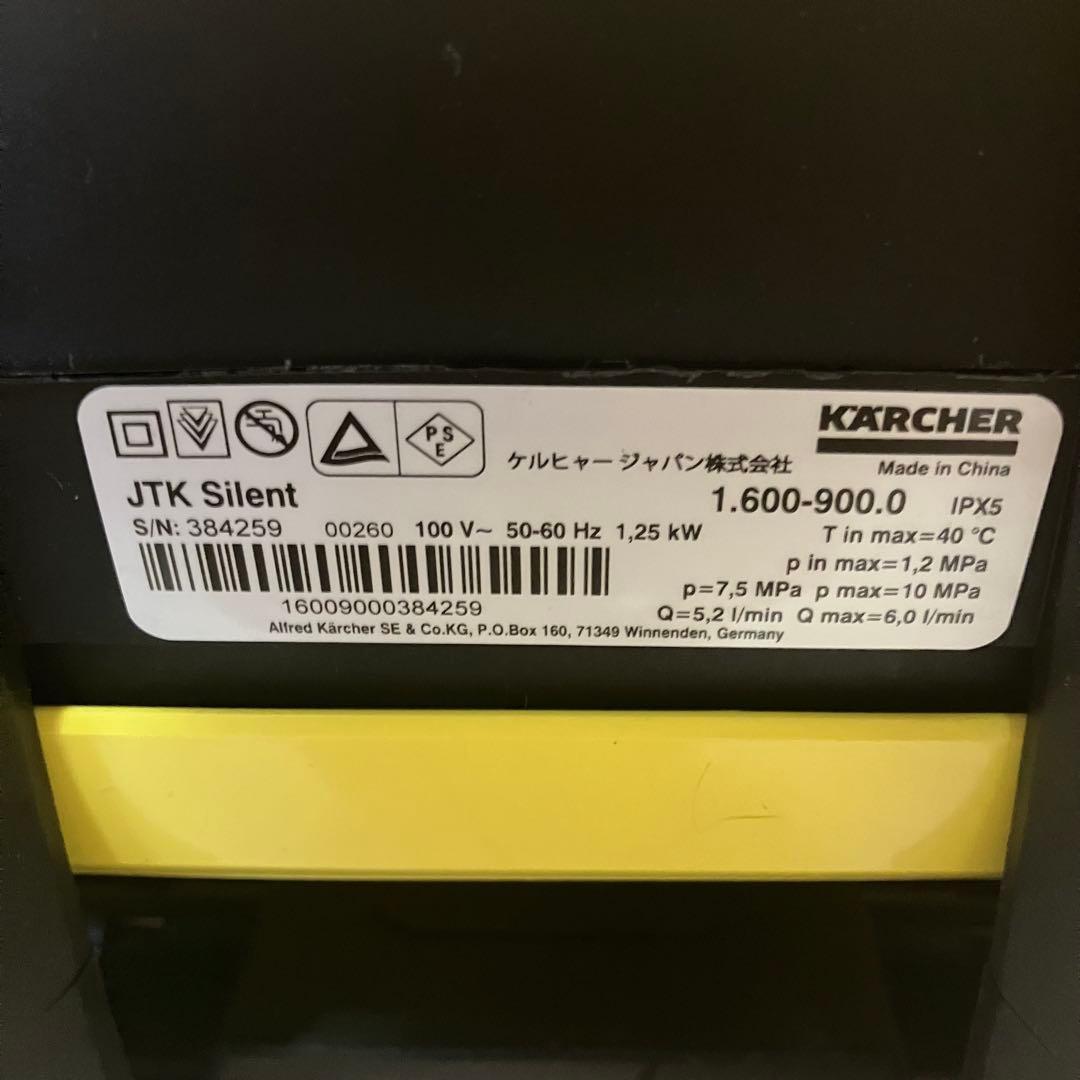 PSE
KÄRCHER
ケルヒャー ジャパン株式会社
Made in China
JTK Silent
1.600-900.0 IPX5
S/N: 384259 00260 100 V~ 50-60 Hz 1,25 kW
T in max=40 °C
p in max=1,2 MPa
p=7,5 MPa p max=10 MPa
16009000384259
Q=5,2 l/min Q max=6,0 l/min
Alfred Kärcher SE & Co.KG, P.O.Box 160, 71349 Winnenden, Germany